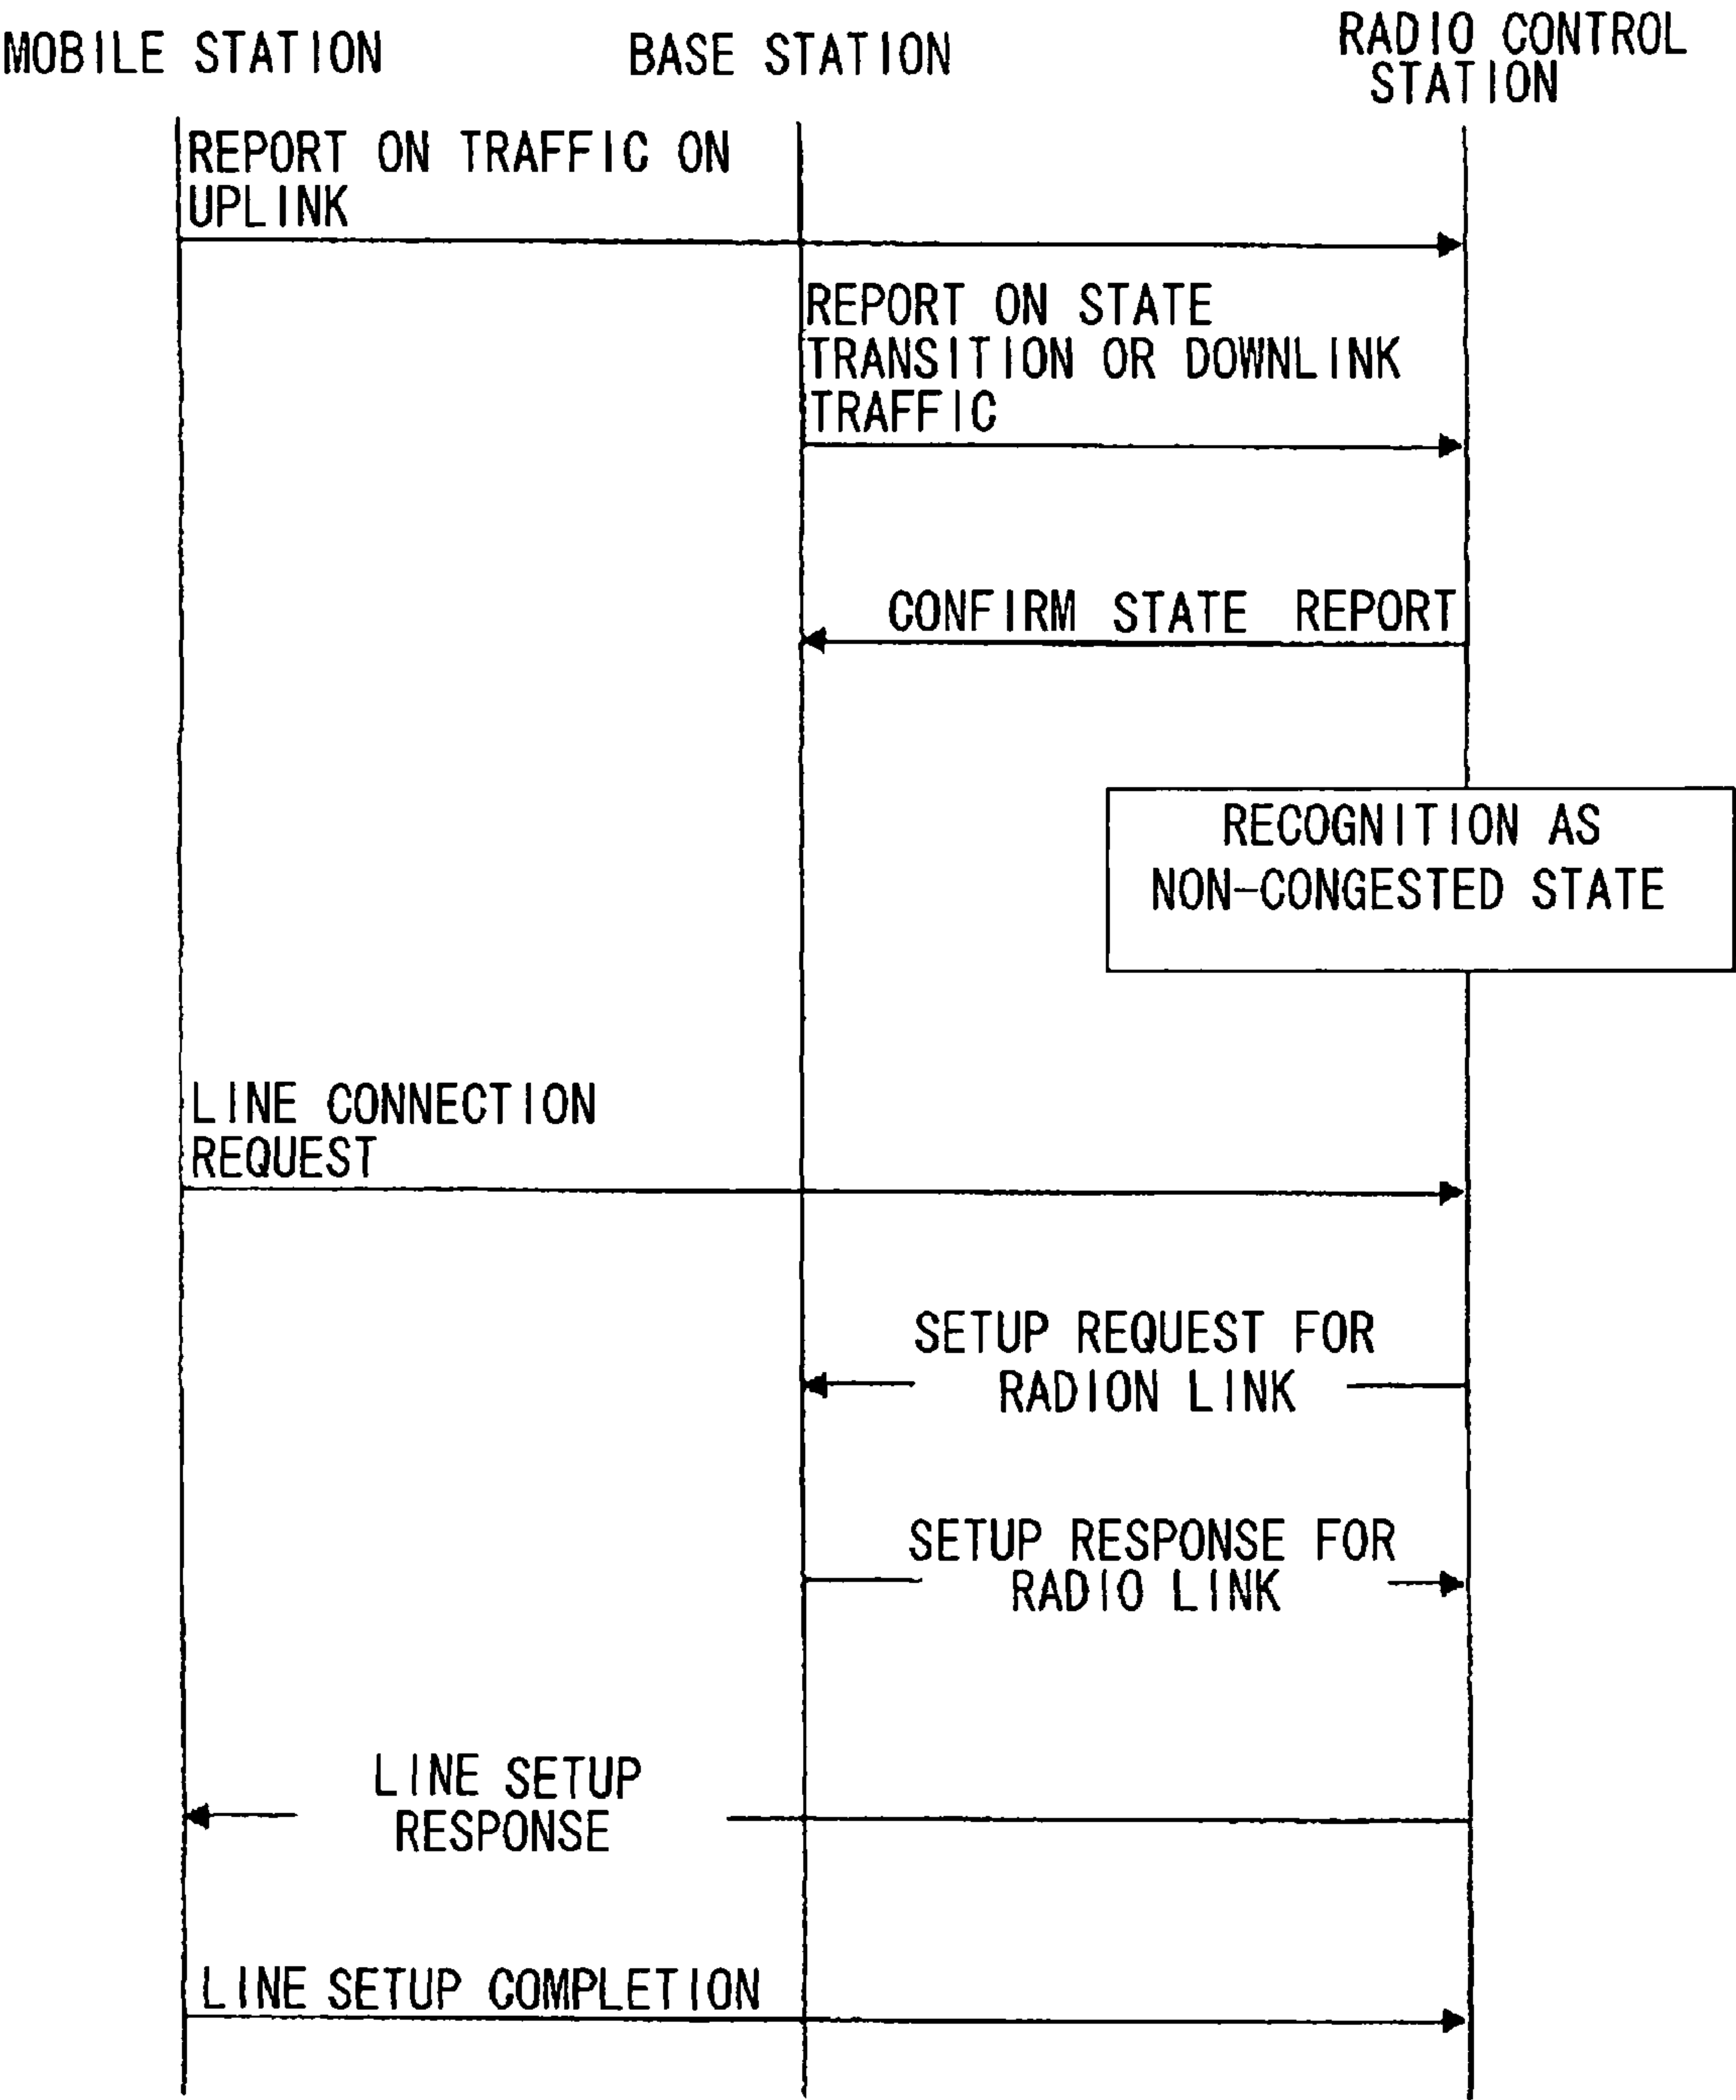 MOBILE STATION
BASE STATION
RADIO CONTROL
STATION
REPORT ON TRAFFIC ON
UPLINK
REPORT ON STATE
TRANSITION OR DOWNLINK
TRAFFIC
CONFIRM STATE REPORT
RECOGNITION AS
NON-CONGESTED STATE
LINE CONNECTION
REQUEST
SETUP REQUEST FOR
RADION LINK
SETUP RESPONSE FOR
RADIO LINK
LINE SETUP
RESPONSE
LINE SETUP COMPLETION